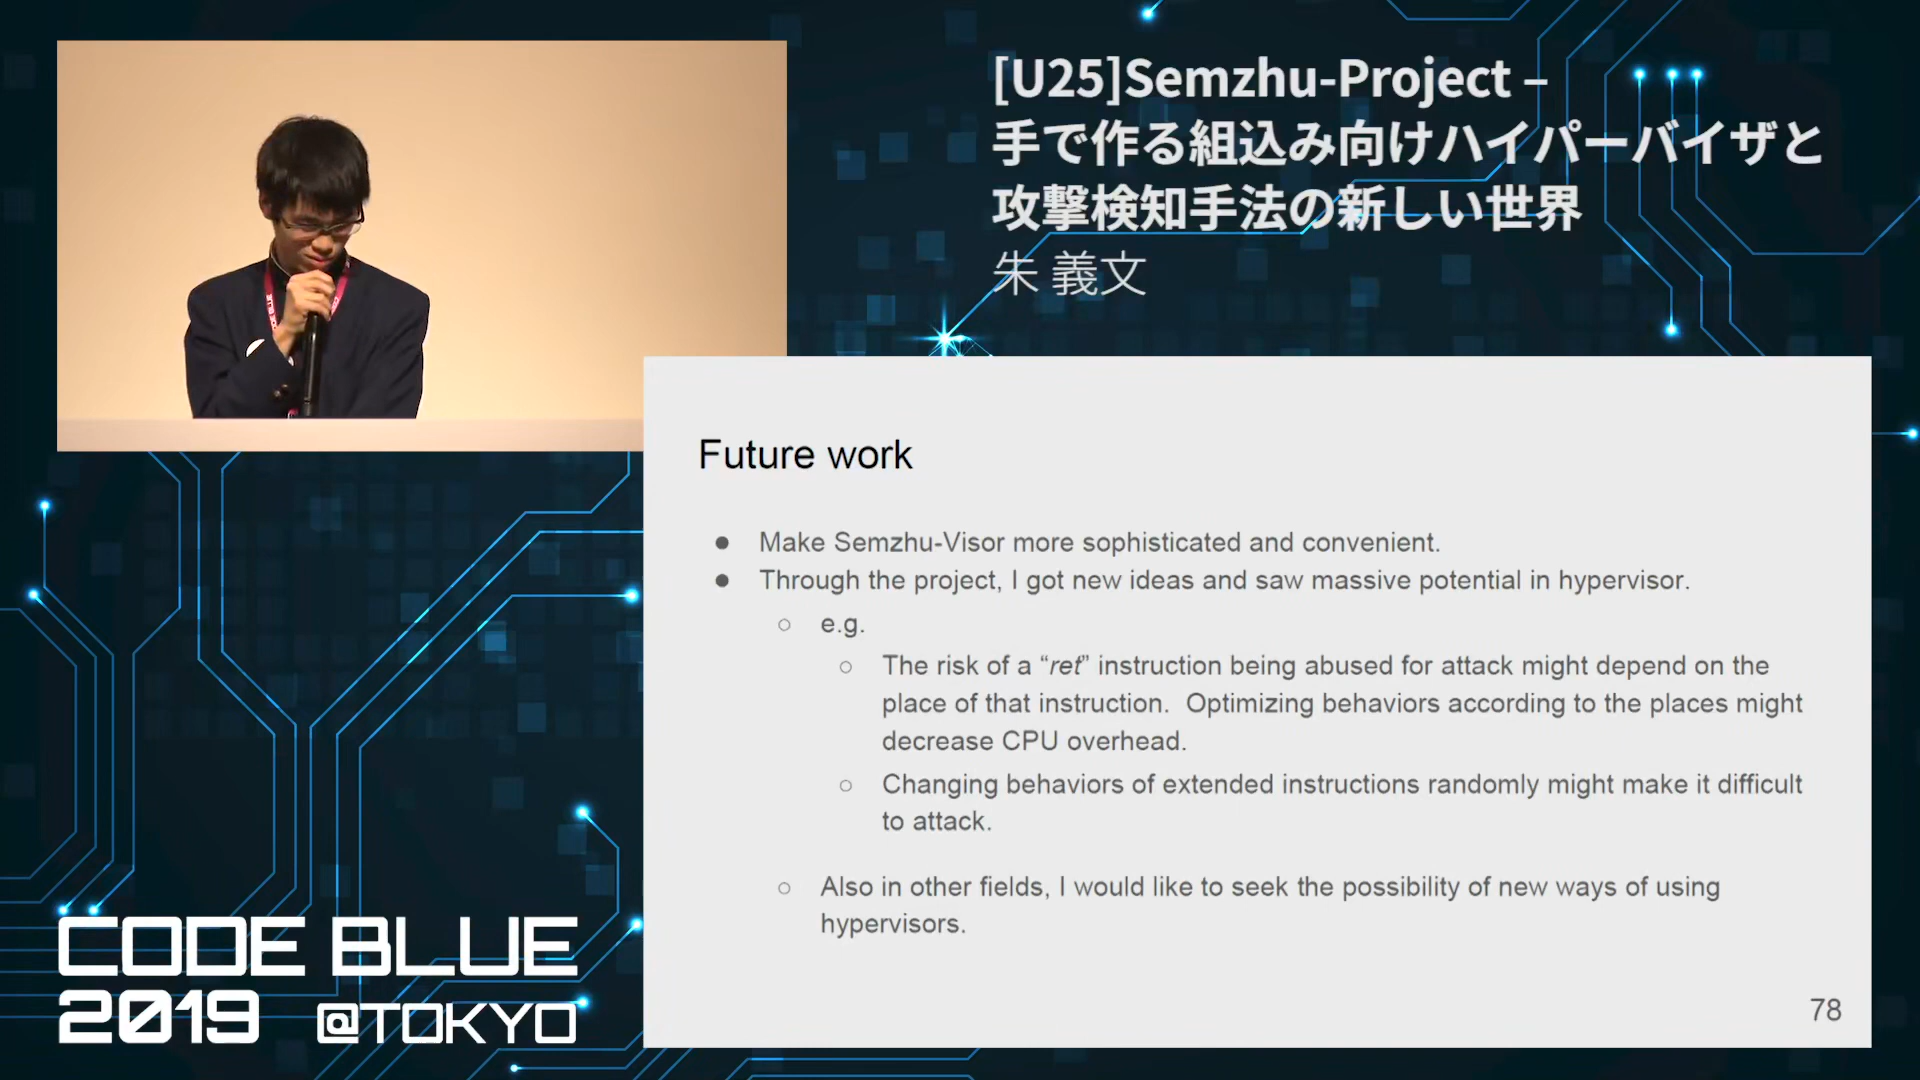 [U25]Semzhu-Project –
手で作る組込み向けハイパーバイザと
攻撃検知手法の新しい世界
朱 義文
Future work
● Make Semzhu-Visor more sophisticated and convenient.
● Through the project, I got new ideas and saw massive potential in hypervisor.
○ e.g.
○ The risk of a “ret” instruction being abused for attack might depend on the
place of that instruction. Optimizing behaviors according to the places might
decrease CPU overhead.
○ Changing behaviors of extended instructions randomly might make it difficult
to attack.
○ Also in other fields, I would like to seek the possibility of new ways of using
hypervisors.
78
CODE BLUE
2019 @TOKYO